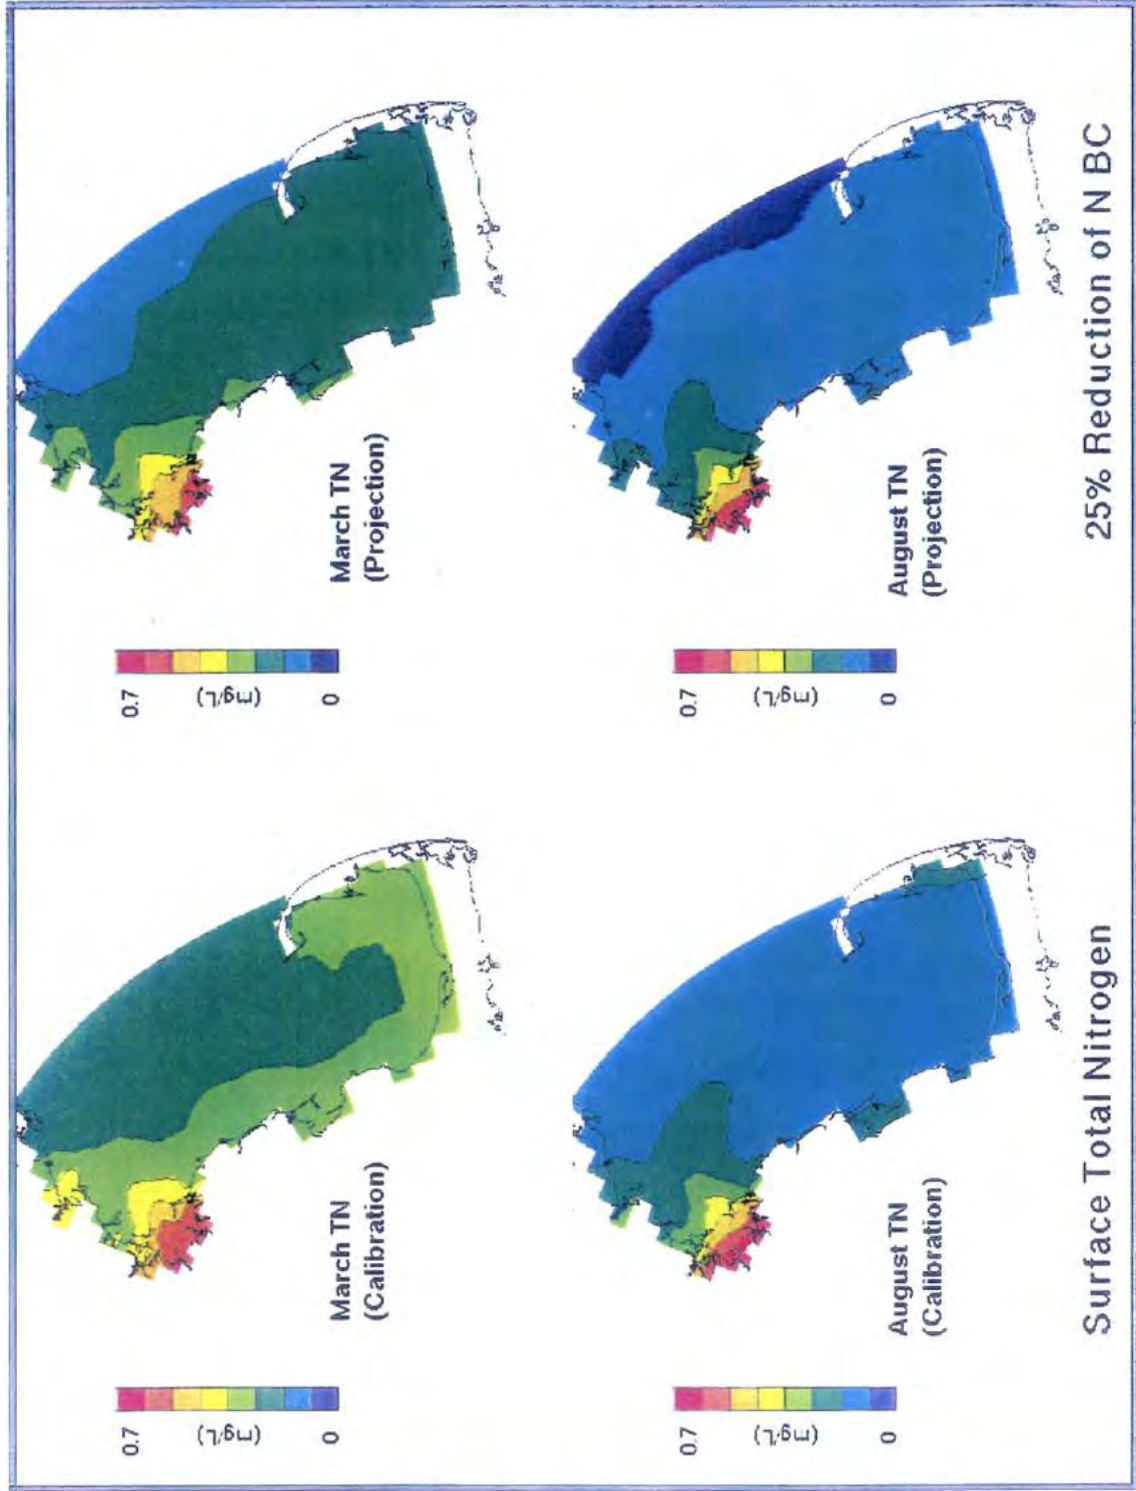 0.7
(mg/L)
0
March TN
(Calibration)
0.7
(mg/L)
0
March TN
(Projection)
0.7
(mg/L)
0
August TN
(Calibration)
0.7
(mg/L)
0
August TN
(Projection)
Surface Total Nitrogen
25% Reduction of N BC